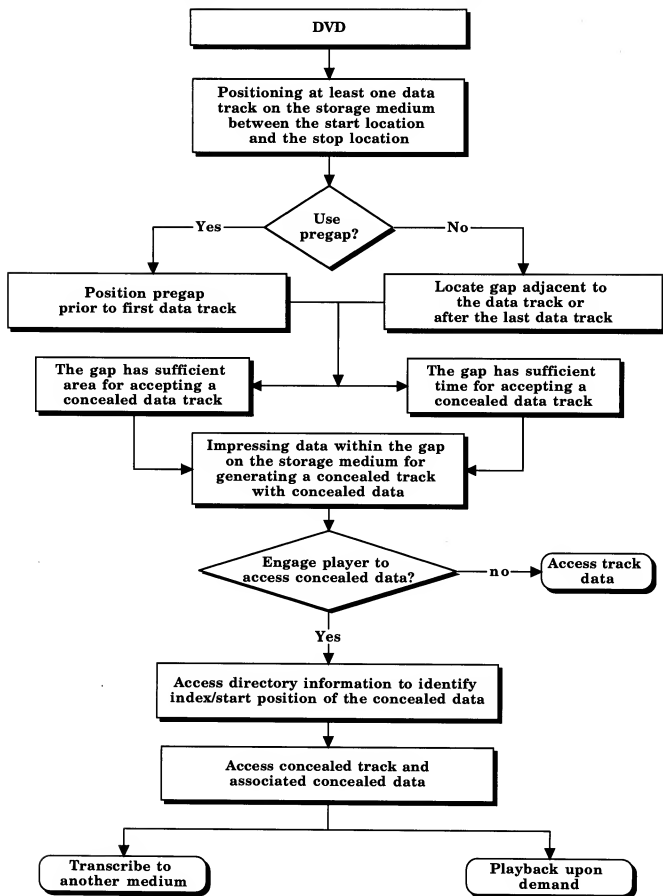 DVD
Positioning at least one data
track on the storage medium
between the start location
and the stop location
Use
pregap?
Yes
No
Position pregap
prior to first data track
Locate gap adjacent to
the data track or
after the last data track
The gap has sufficient
area for accepting a
concealed data track
The gap has sufficient
time for accepting a
concealed data track
Impressing data within the gap
on the storage medium for
generating a concealed track
with concealed data
Engage player to
access concealed data?
no
Access track
data
Yes
Access directory information to identify
index/start position of the concealed data
Access concealed track and
associated concealed data
Transcribe to
another medium
Playback upon
demand